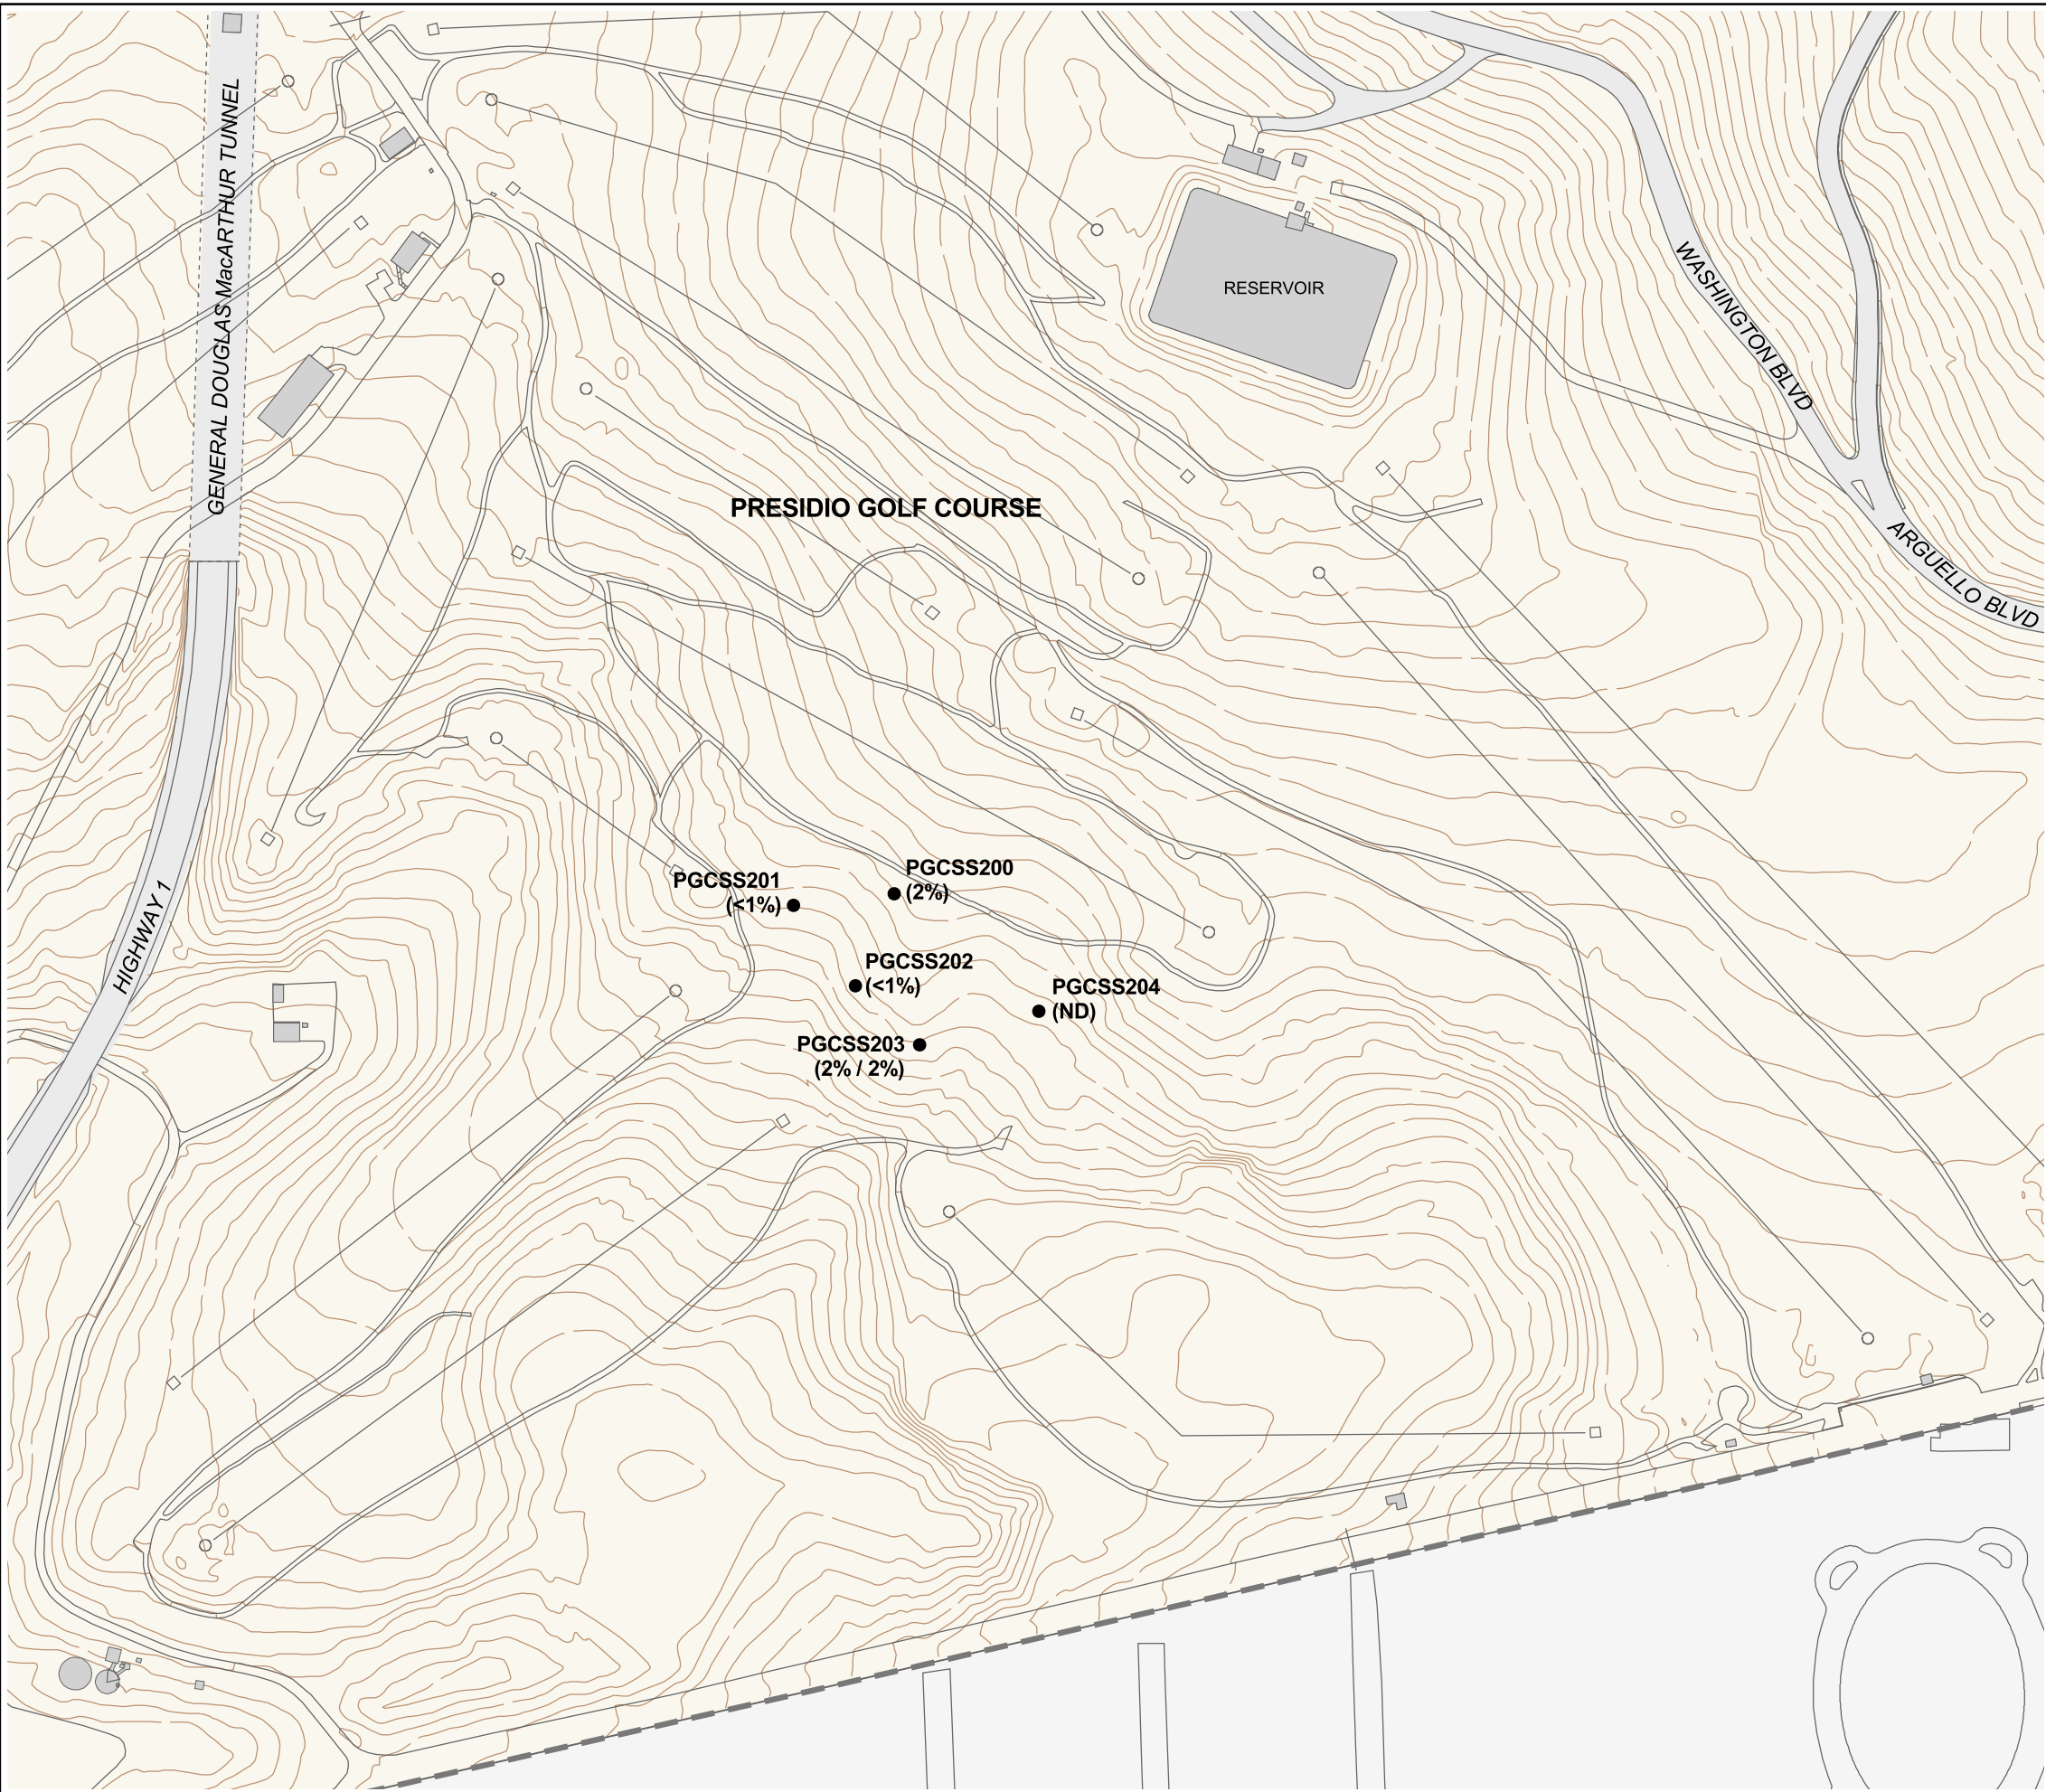 GENERAL DOUGLAS MacARTHUR TUNNEL
RESERVOIR
WASHINGTON BLVD
PRESIDIO GOLF COURSE
ARGUELLO BLVD
PGCSS200
(2%)
PGCSS201
(<1%)
HIGHWAY 1
PGCSS202
(<1%)
PGCSS204
(ND)
PGCSS203
(2% / 2%)